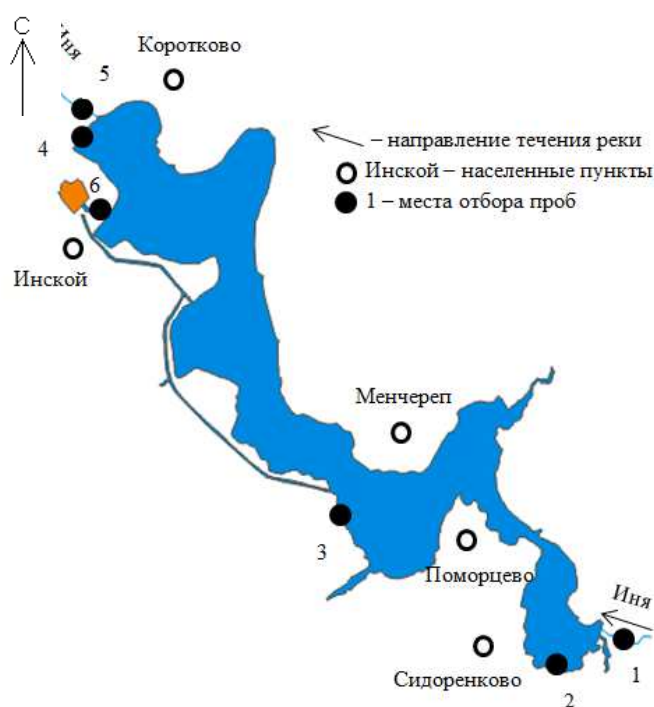 С
Иня
5
Коротково
4
– направление течения реки
Инской – населенные пункты
6
1 – места отбора проб
Инской
Менчереп
3
Поморцево
Иня
Сидоренково
1
2